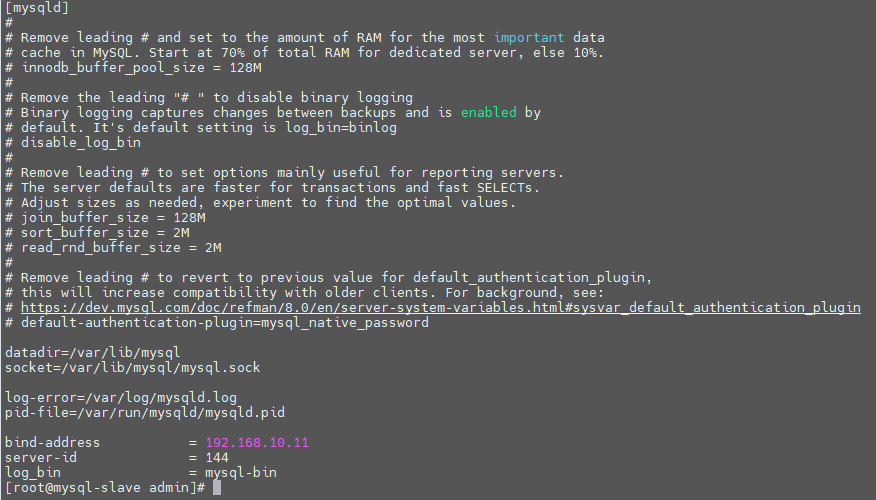 [mysqld]
#
# Remove leading # and set to the amount of RAM for the most important data
# cache in MySQL. Start at 70% of total RAM for dedicated server, else 10%.
# innodb_buffer_pool_size = 128M
#
# Remove the leading "# " to disable binary logging
# Binary logging captures changes between backups and is enabled by
# default. It's default setting is log_bin=binlog
# disable_log_bin
#
# Remove leading # to set options mainly useful for reporting servers.
# The server defaults are faster for transactions and fast SELECTs.
# Adjust sizes as needed, experiment to find the optimal values.
# join_buffer_size = 128M
# sort_buffer_size = 2M
# read_rnd_buffer_size = 2M
#
# Remove leading # to revert to previous value for default_authentication_plugin,
# this will increase compatibility with older clients. For background, see:
# https://dev.mysql.com/doc/refman/8.0/en/server-system-variables.html#sysvar_default_authentication_plugin
# default-authentication-plugin=mysql_native_password

datadir=/var/lib/mysql
socket=/var/lib/mysql/mysql.sock

log-error=/var/log/mysqld.log
pid-file=/var/run/mysqld/mysqld.pid

bind-address           = 192.168.10.11
server-id              = 144
log_bin                = mysql-bin
[root@mysql-slave admin]#